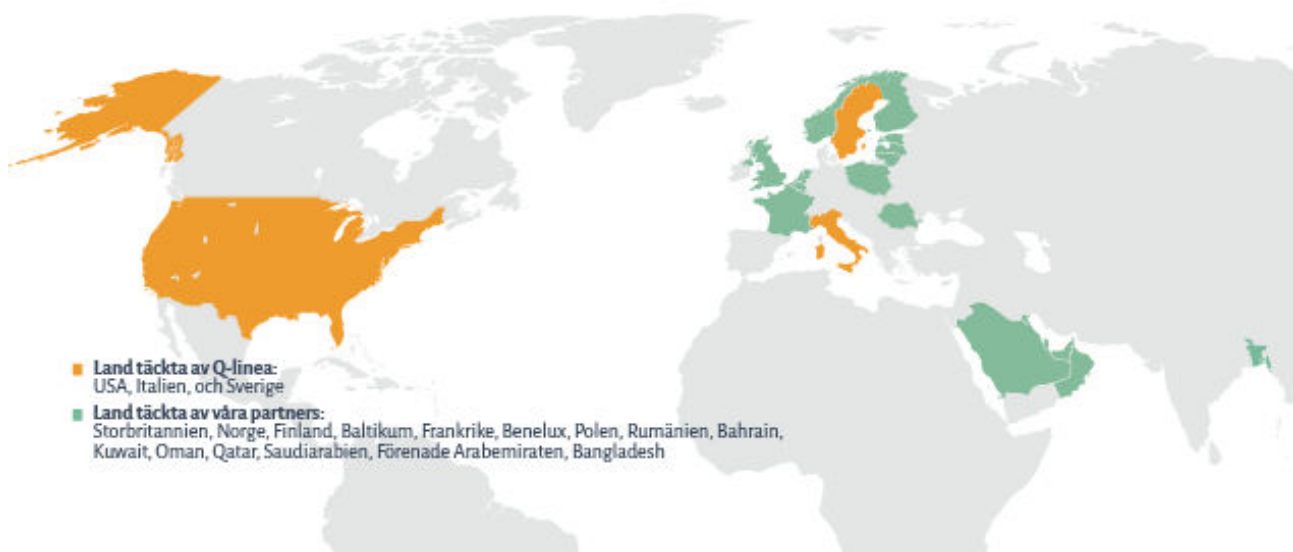 Land täckta av Q-linea:
USA, Italien, och Sverige
Land täckta av våra partners:
Storbritannien, Norge, Finland, Baltikum, Frankrike, Benelux, Polen, Rumänien, Bahrain,
Kuwait, Oman, Qatar, Saudiarabien, Förenade Arabemiraten, Bangladesh